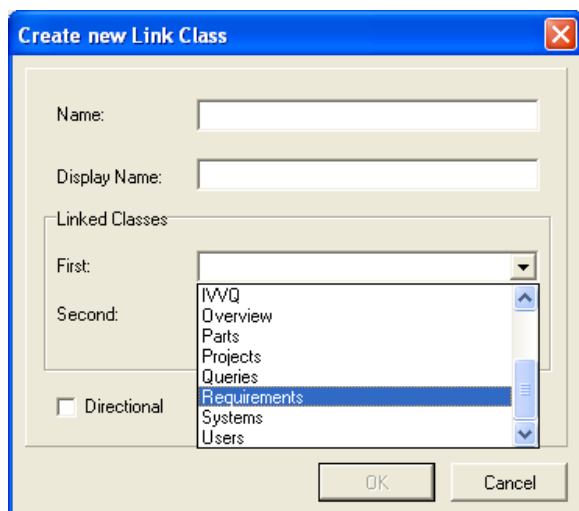 Create new Link Class
Name:
Display Name:
Linked Classes
First:
Second:
IVVQ
Overview
Parts
Projects
Queries
Requirements
Systems
Users
Directional
OK
Cancel